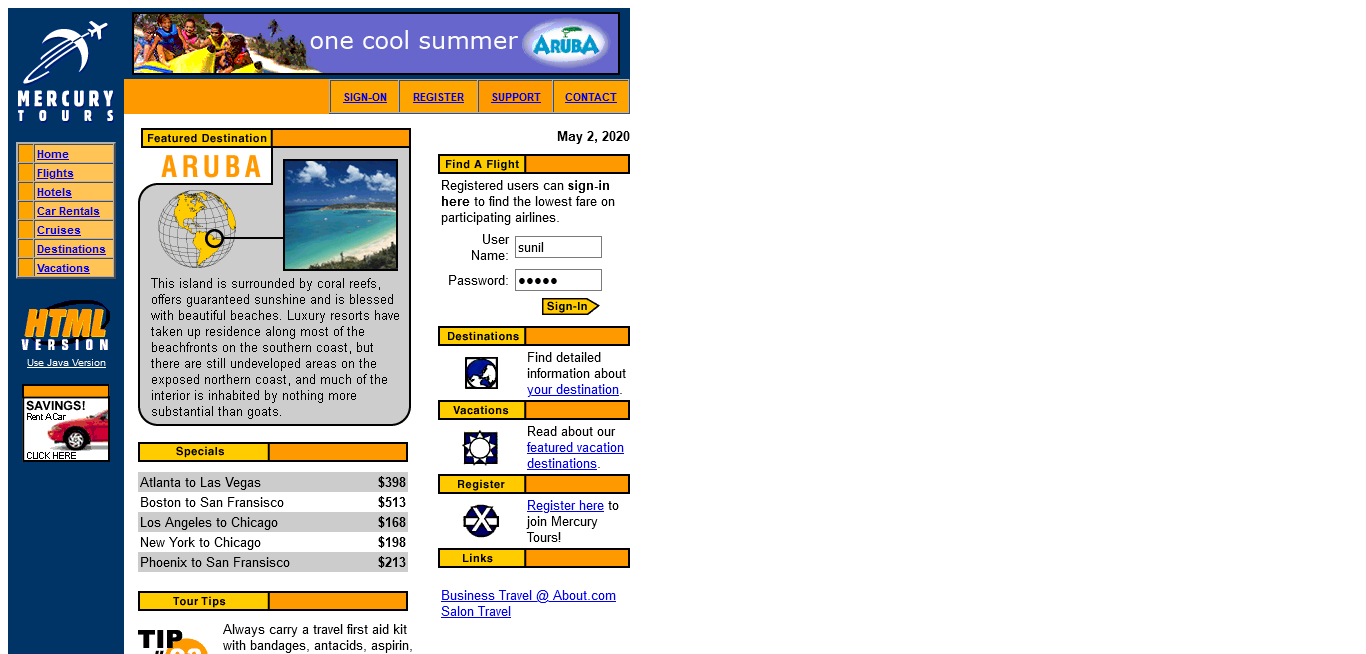 one cool summer ARUBA
MERCURY
TOURS
SIGN-ON REGISTER SUPPORT CONTACT
Home
Flights
Hotels
Car Rentals
Cruises
Destinations
Vacations
HTML
VERSION
Use Java Version
SAVINGS!
Rent A Car
CLICK HERE
Featured Destination
ARUBA
This island is surrounded by coral reefs,
offers guaranteed sunshine and is blessed
with beautiful beaches. Luxury resorts have
taken up residence along most of the
beachfronts on the southern coast, but
there are still undeveloped areas on the
exposed northern coast, and much of the
interior is inhabited by nothing more
substantial than goats.
Specials
Atlanta to Las Vegas $398
Boston to San Fransisco $513
Los Angeles to Chicago $168
New York to Chicago $198
Phoenix to San Fransisco $213
Tour Tips
TIP
Always carry a travel first aid kit
with bandages, antacids, aspirin,
May 2, 2020
Find A Flight
Registered users can sign-in
here to find the lowest fare on
participating airlines.
User
Name: sunil
Password: ●●●●●
Sign-In
Destinations
Find detailed
information about
your destination.
Vacations
Read about our
featured vacation
destinations.
Register
Register here to
join Mercury
Tours!
Links
Business Travel @ About.com
Salon Travel